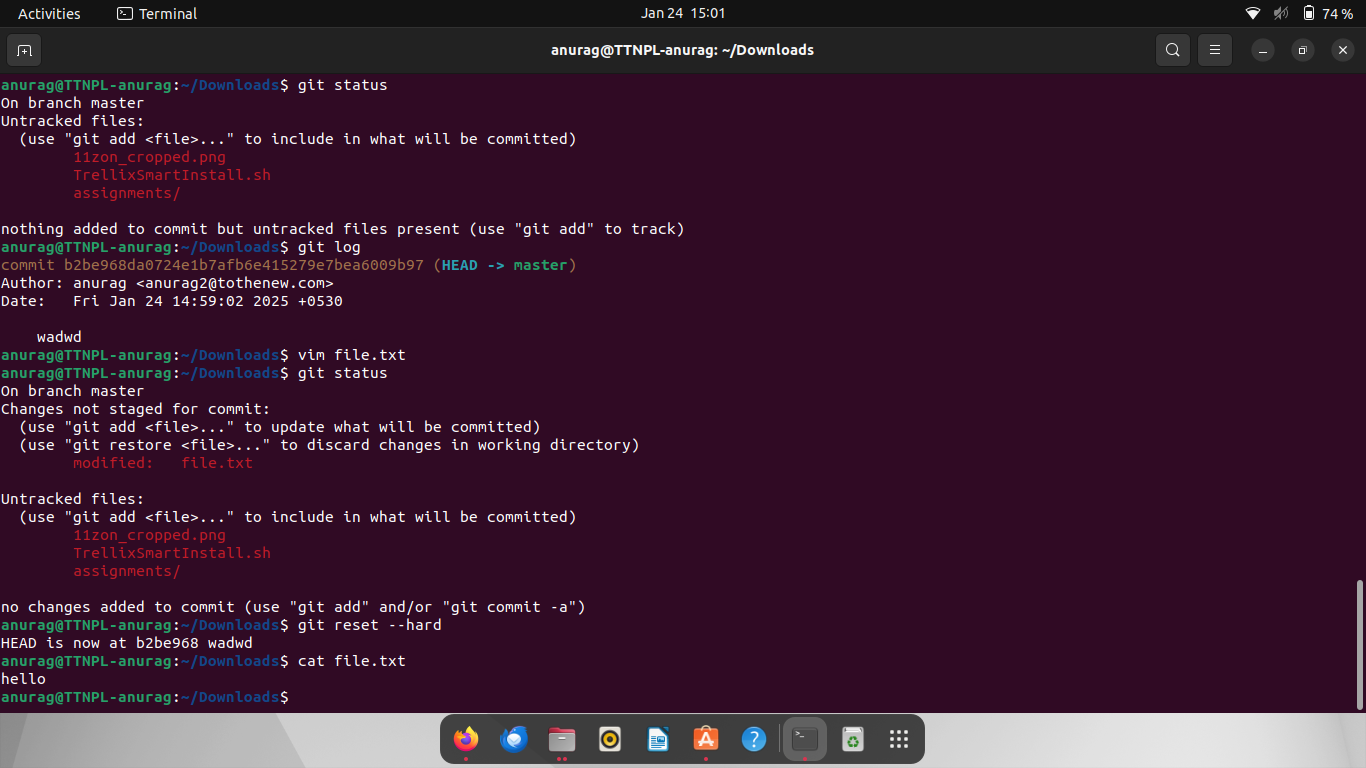 Activities
Terminal
Jan 24 15:01
74 %
anurag@TTNPL-anurag: ~/Downloads
anurag@TTNPL-anurag:~/Downloads$ git status
On branch master
Untracked files:
  (use "git add <file>..." to include in what will be committed)
        11zon_cropped.png
        TrellixSmartInstall.sh
        assignments/

nothing added to commit but untracked files present (use "git add" to track)
anurag@TTNPL-anurag:~/Downloads$ git log
commit b2be968da0724e1b7afb6e415279e7bea6009b97 (HEAD -> master)
Author: anurag <anurag2@tothenew.com>
Date:   Fri Jan 24 14:59:02 2025 +0530

    wadwd
anurag@TTNPL-anurag:~/Downloads$ vim file.txt
anurag@TTNPL-anurag:~/Downloads$ git status
On branch master
Changes not staged for commit:
  (use "git add <file>..." to update what will be committed)
  (use "git restore <file>..." to discard changes in working directory)
        modified:   file.txt

Untracked files:
  (use "git add <file>..." to include in what will be committed)
        11zon_cropped.png
        TrellixSmartInstall.sh
        assignments/

no changes added to commit (use "git add" and/or "git commit -a")
anurag@TTNPL-anurag:~/Downloads$ git reset --hard
HEAD is now at b2be968 wadwd
anurag@TTNPL-anurag:~/Downloads$ cat file.txt
hello
anurag@TTNPL-anurag:~/Downloads$